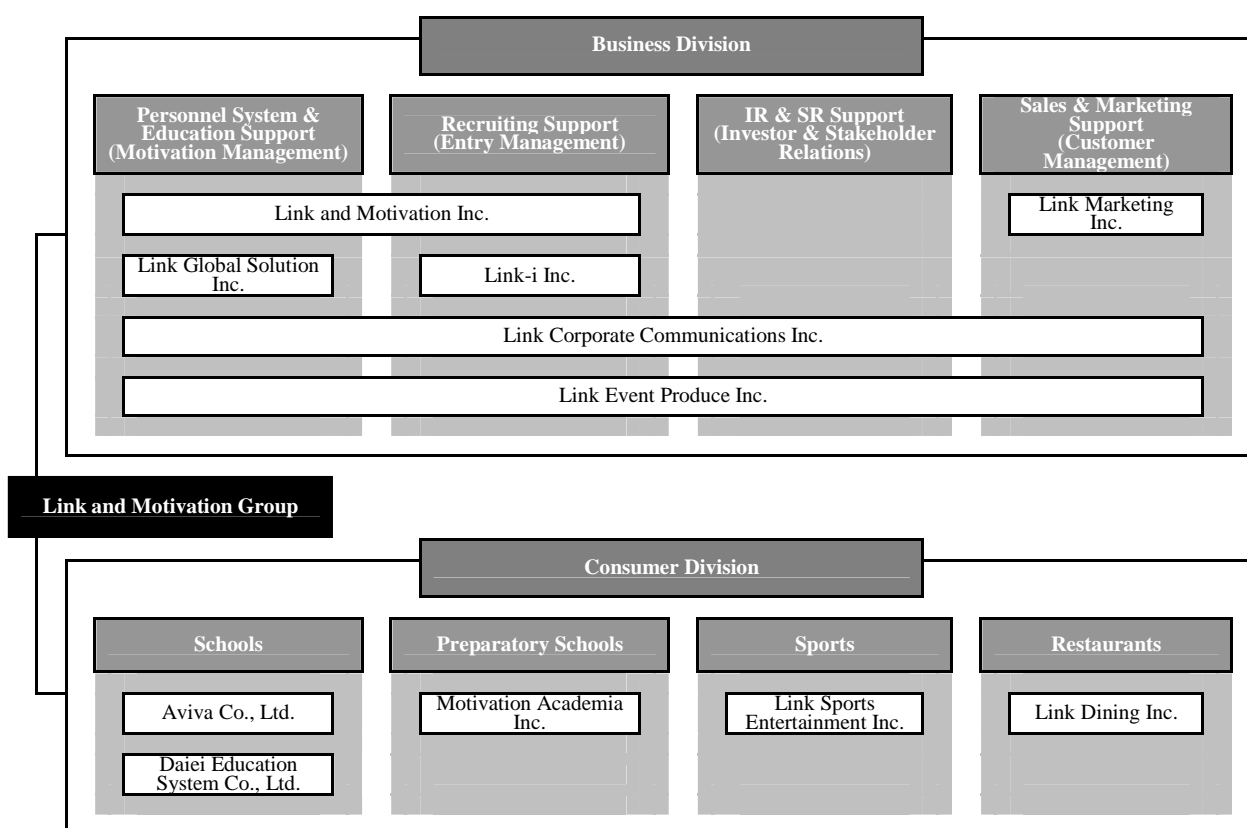 Business Division
Personnel System &
Education Support
(Motivation Management)
Recruiting Support
(Entry Management)
IR & SR Support
(Investor & Stakeholder
Relations)
Sales & Marketing
Support
(Customer
Management)
Link and Motivation Inc.
Link Marketing
Inc.
Link Global Solution
Inc.
Link-i Inc.
Link Corporate Communications Inc.
Link Event Produce Inc.
Link and Motivation Group
Consumer Division
Schools
Preparatory Schools
Sports
Restaurants
Aviva Co., Ltd.
Motivation Academia
Inc.
Link Sports
Entertainment Inc.
Link Dining Inc.
Daiei Education
System Co., Ltd.